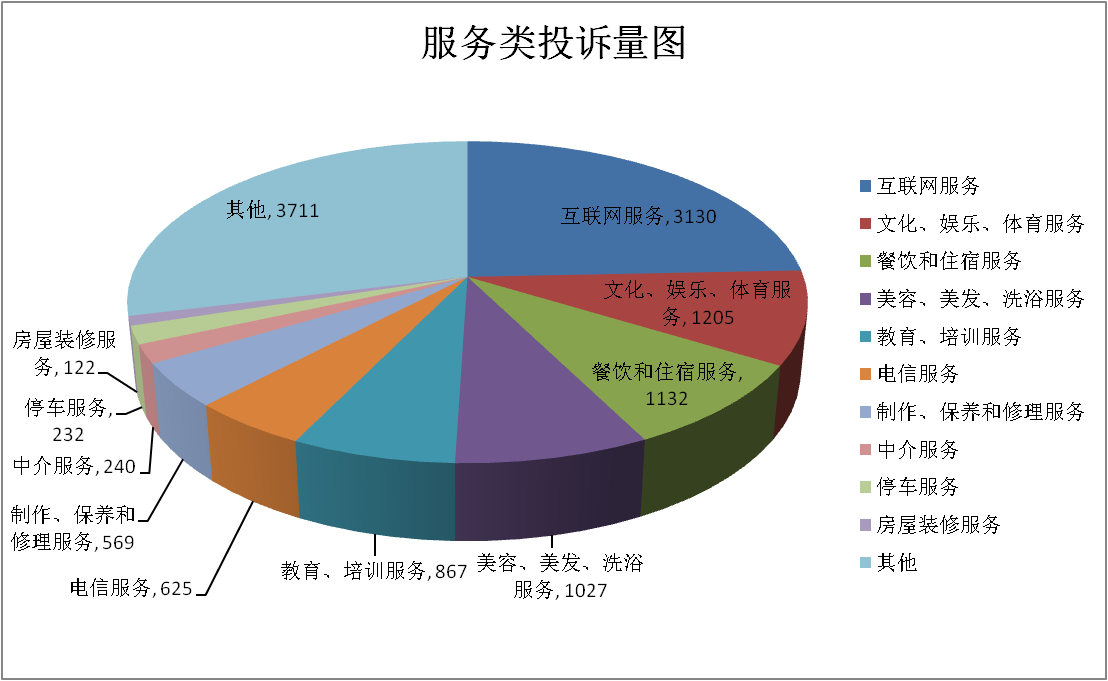 服务类投诉量图
其他, 3711
互联网服务, 3130
文化、娱乐、体育服
务, 1205
餐饮和住宿服务,
1132
房屋装修服
务, 122
停车服务,
232
中介服务, 240
制作、保养和
修理服务, 569
电信服务, 625
教育、培训服务, 867
美容、美发、洗浴
服务, 1027
互联网服务
文化、娱乐、体育服务
餐饮和住宿服务
美容、美发、洗浴服务
教育、培训服务
电信服务
制作、保养和修理服务
中介服务
停车服务
房屋装修服务
其他